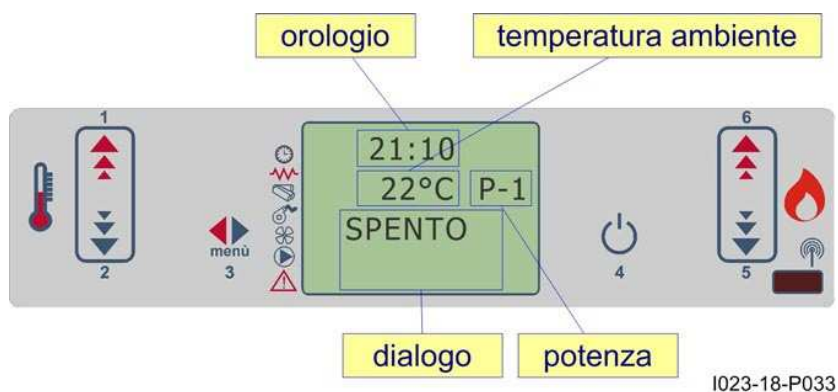 orologio
temperatura ambiente
1
6
21:10
22°C P-1
SPENTO
menù
3
4
2
5
dialogo
potenza
I023-18-P033